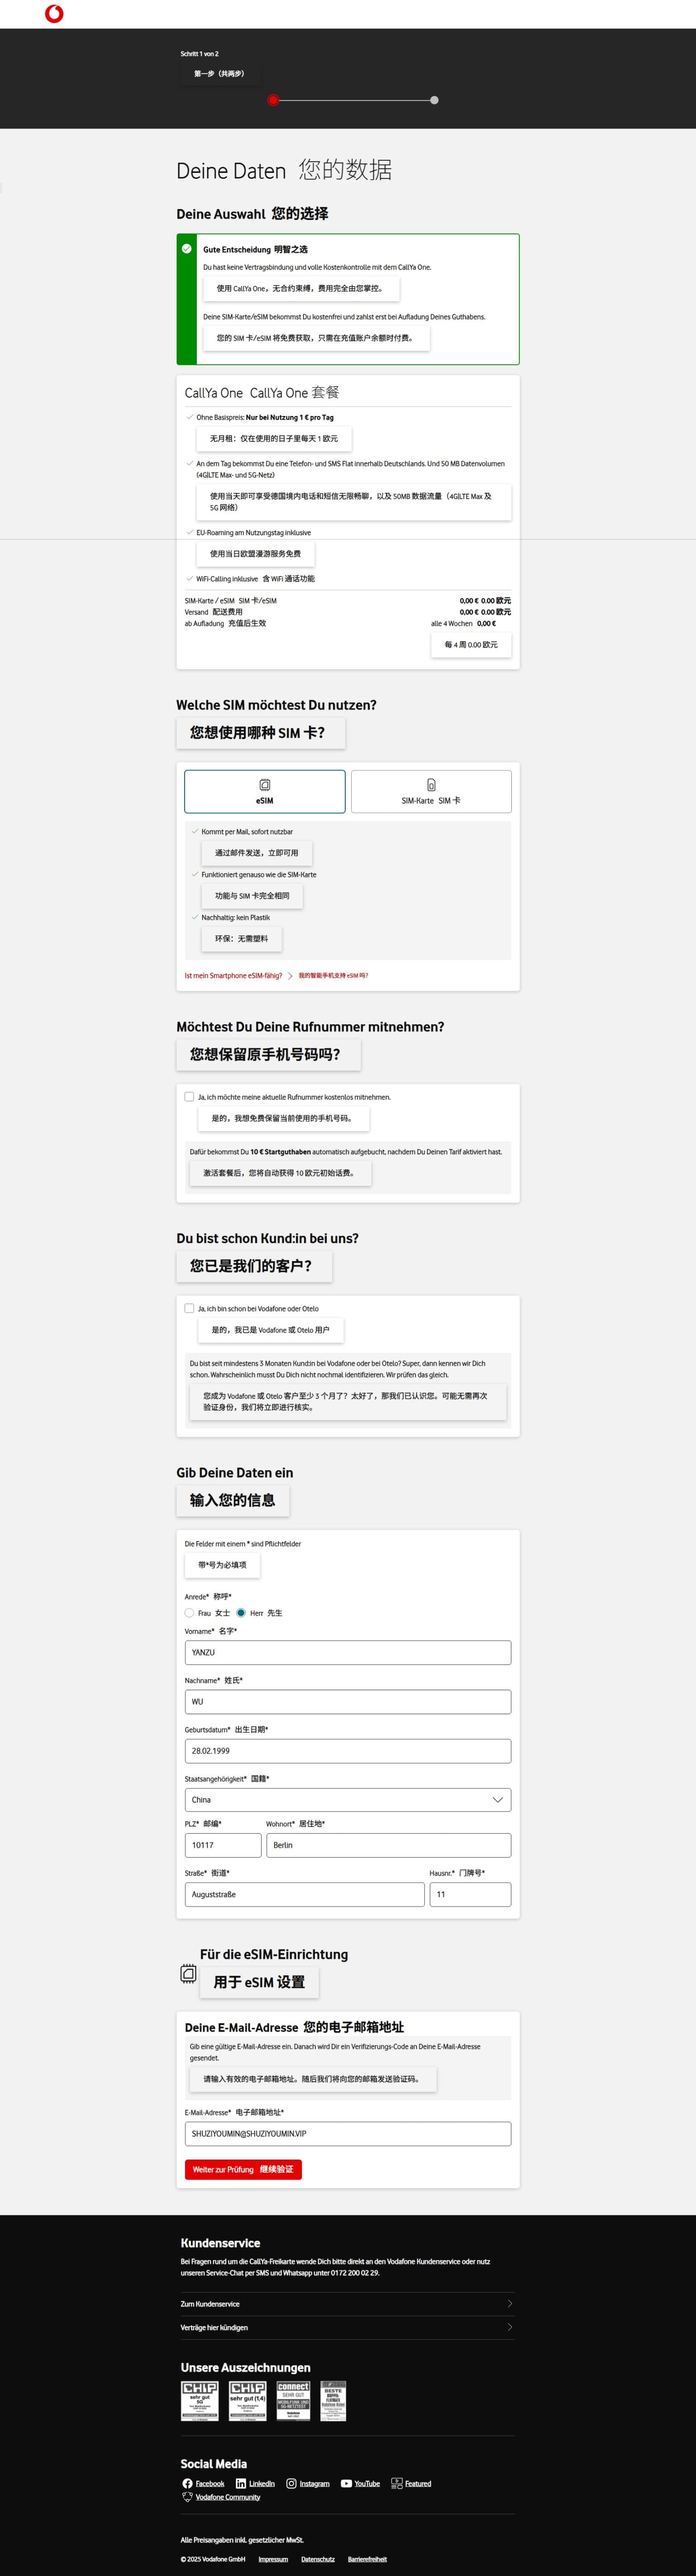 Schritt 1 von 2
第一步（共两步）
Deine Daten 您的数据
Deine Auswahl 您的选择
Gute Entscheidung 明智之选
Du hast keine Vertragsbindung und volle Kostenkontrolle mit dem CallYa One.
使用 CallYa One，无合约束缚，费用完全由您掌控。
Deine SIM-Karte/eSIM bekommst Du kostenfrei und zahlst erst bei Aufladung Deines Guthabens.
您的 SIM 卡/eSIM 将免费获取，只需在充值账户余额时付费。
CallYa One CallYa One 套餐
Ohne Basispreis: Nur bei Nutzung 1 € pro Tag
无月租：仅在使用的日子里每天 1 欧元
An dem Tag bekommst Du eine Telefon- und SMS Flat innerhalb Deutschlands. Und 50 MB Datenvolumen
(4G|LTE Max- und 5G-Netz)
使用当天即可享受德国境内电话和短信无限畅聊，以及 50MB 数据流量（4G|LTE Max 及
5G 网络）
EU-Roaming am Nutzungstag inklusive
使用当日欧盟漫游服务免费
WiFi-Calling inklusive 含 WiFi 通话功能
SIM-Karte / eSIM SIM 卡/eSIM 0,00 € 0.00 欧元
Versand 配送费用 0,00 € 0.00 欧元
ab Aufladung 充值后生效 alle 4 Wochen 0,00 €
每 4 周 0.00 欧元
Welche SIM möchtest Du nutzen?
您想使用哪种 SIM 卡？
eSIM SIM-Karte SIM 卡
Kommt per Mail, sofort nutzbar
通过邮件发送，立即可用
Funktioniert genauso wie die SIM-Karte
功能与 SIM 卡完全相同
Nachhaltig: kein Plastik
环保：无需塑料
Ist mein Smartphone eSIM-fähig? 我的智能手机支持 eSIM 吗？
Möchtest Du Deine Rufnummer mitnehmen?
您想保留原手机号码吗？
Ja, ich möchte meine aktuelle Rufnummer kostenlos mitnehmen.
是的，我想免费保留当前使用的手机号码。
Dafür bekommst Du 10 € Startguthaben automatisch aufgebucht, nachdem Du Deinen Tarif aktiviert hast.
激活套餐后，您将自动获得 10 欧元初始话费。
Du bist schon Kund:in bei uns?
您已是我们的客户？
Ja, ich bin schon bei Vodafone oder Otelo
是的，我已是 Vodafone 或 Otelo 用户
Du bist seit mindestens 3 Monaten Kund:in bei Vodafone oder bei Otelo? Super, dann kennen wir Dich
schon. Wahrscheinlich musst Du Dich nicht nochmal identifizieren. Wir prüfen das gleich.
您成为 Vodafone 或 Otelo 客户至少 3 个月了？太好了，那我们已认识您。可能无需再次
验证身份，我们将立即进行核实。
Gib Deine Daten ein
输入您的信息
Die Felder mit einem * sind Pflichtfelder
带*号为必填项
Anrede* 称呼*
Frau 女士 Herr 先生
Vorname* 名字*
YANZU
Nachname* 姓氏*
WU
Geburtsdatum* 出生日期*
28.02.1999
Staatsangehörigkeit* 国籍*
China
PLZ* 邮编* Wohnort* 居住地*
10117 Berlin
Straße* 街道* Hausnr.* 门牌号*
Auguststraße 11
Für die eSIM-Einrichtung
用于 eSIM 设置
Deine E-Mail-Adresse 您的电子邮箱地址
Gib eine gültige E-Mail-Adresse ein. Danach wird Dir ein Verifizierungs-Code an Deine E-Mail-Adresse
gesendet.
请输入有效的电子邮箱地址。随后我们将向您的邮箱发送验证码。
E-Mail-Adresse* 电子邮箱地址*
SHUZIYOUMIN@SHUZIYOUMIN.VIP
Weiter zur Prüfung 继续验证
Kundenservice
Bei Fragen rund um die CallYa-Freikarte wende Dich bitte direkt an den Vodafone Kundenservice oder nutz
unseren Service-Chat per SMS und Whatsapp unter 0172 200 02 29.
Zum Kundenservice
Verträge hier kündigen
Unsere Auszeichnungen
CHIP CHIP connect BESTE
sehr gut sehr gut (1,4) SEHR GUT
5G
Social Media
Facebook LinkedIn Instagram YouTube Featured
Vodafone Community
Alle Preisangaben inkl. gesetzlicher MwSt.
© 2025 Vodafone GmbH Impressum Datenschutz Barrierefreiheit